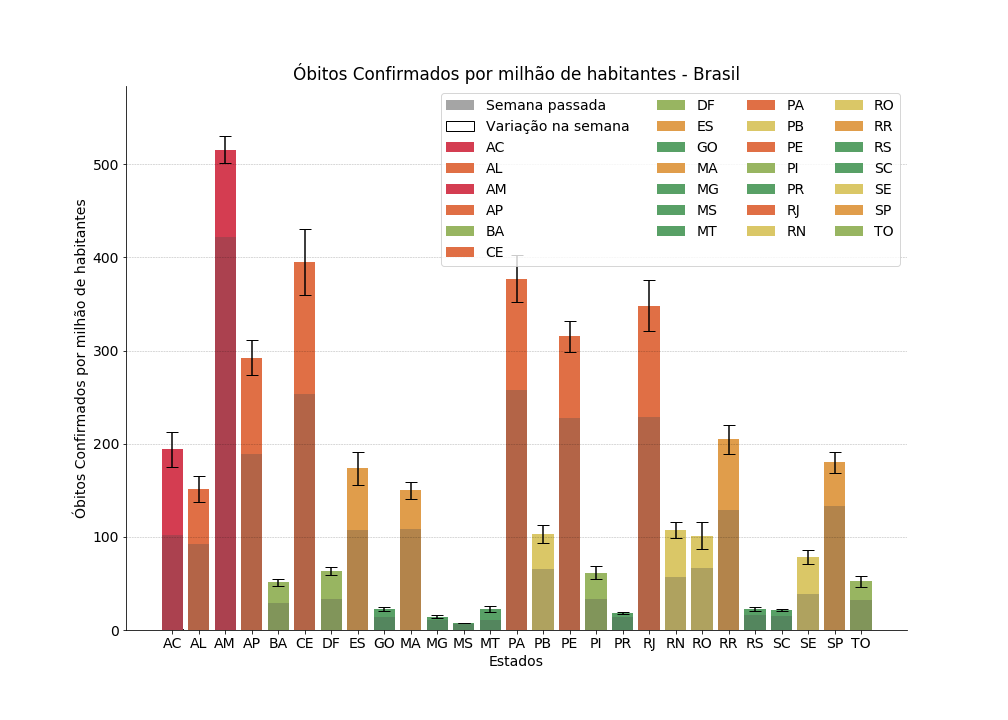 Óbitos Confirmados por milhão de habitantes - Brasil
Semana passada
Variação na semana
AC
AL
AM
AP
BA
CE
DF
ES
GO
MA
MG
MS
MT
PA
PB
PE
PI
PR
RJ
RN
RO
RR
RS
SC
SE
SP
TO
Óbitos Confirmados por milhão de habitantes
500
400
300
200
100
0
AC AL AM AP BA CE DF ES GO MA MG MS MT PA PB PE PI PR RJ RN RO RR RS SC SE SP TO
Estados